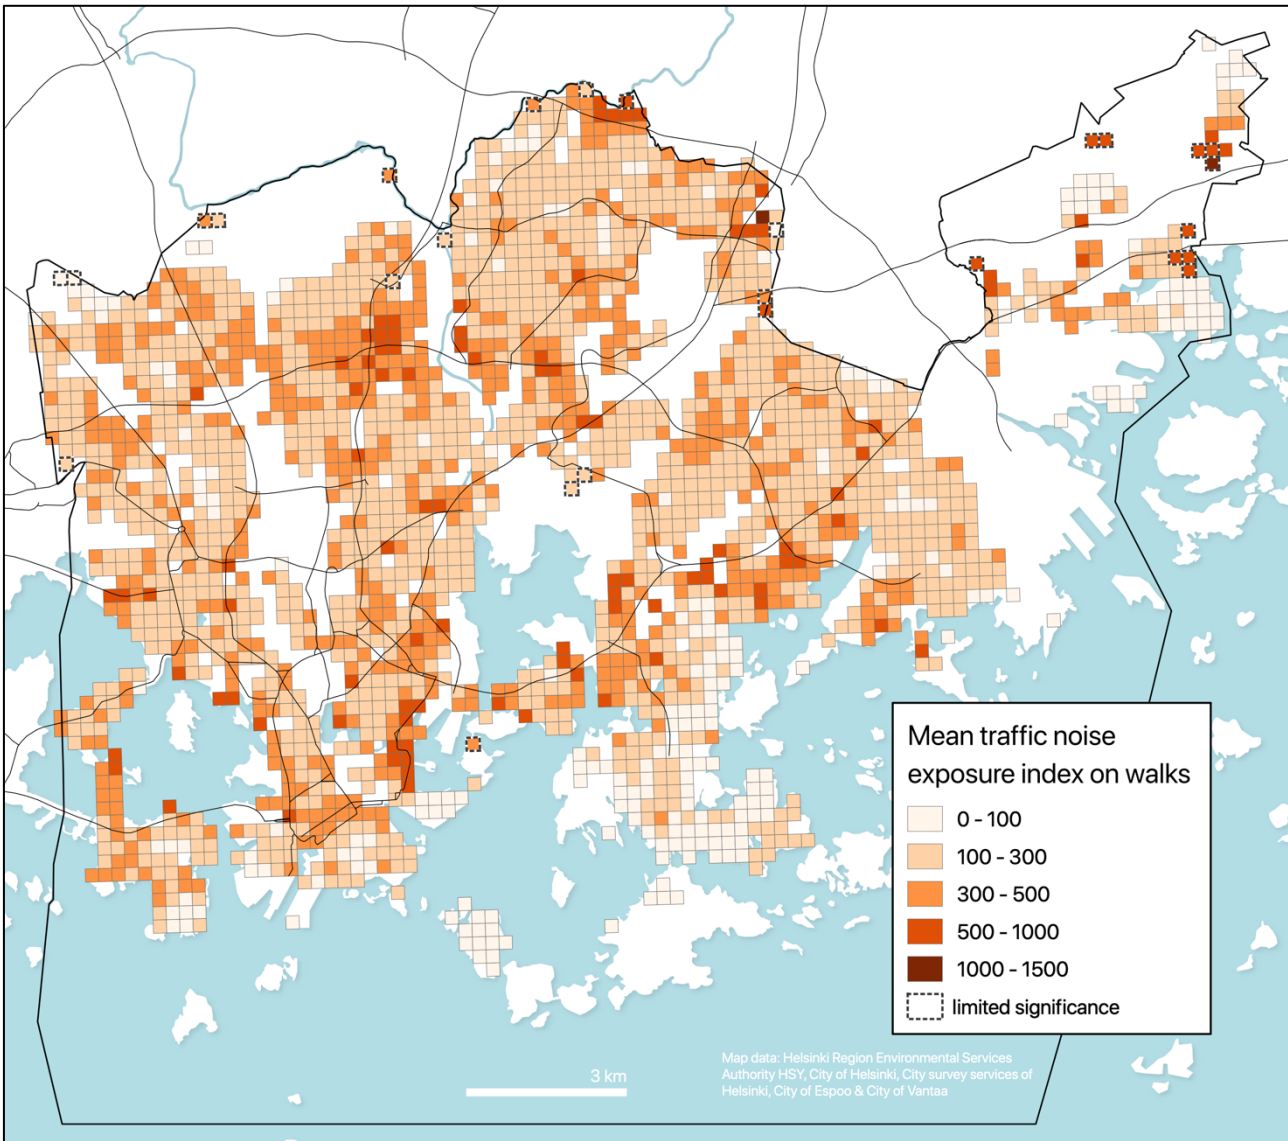 Mean traffic noise
exposure index on walks
0 - 100
100 - 300
300 - 500
500 - 1000
1000 - 1500
limited significance
3 km
Map data: Helsinki Region Environmental Services
Authority HSY, City of Helsinki, City survey services of
Helsinki, City of Espoo & City of Vantaa